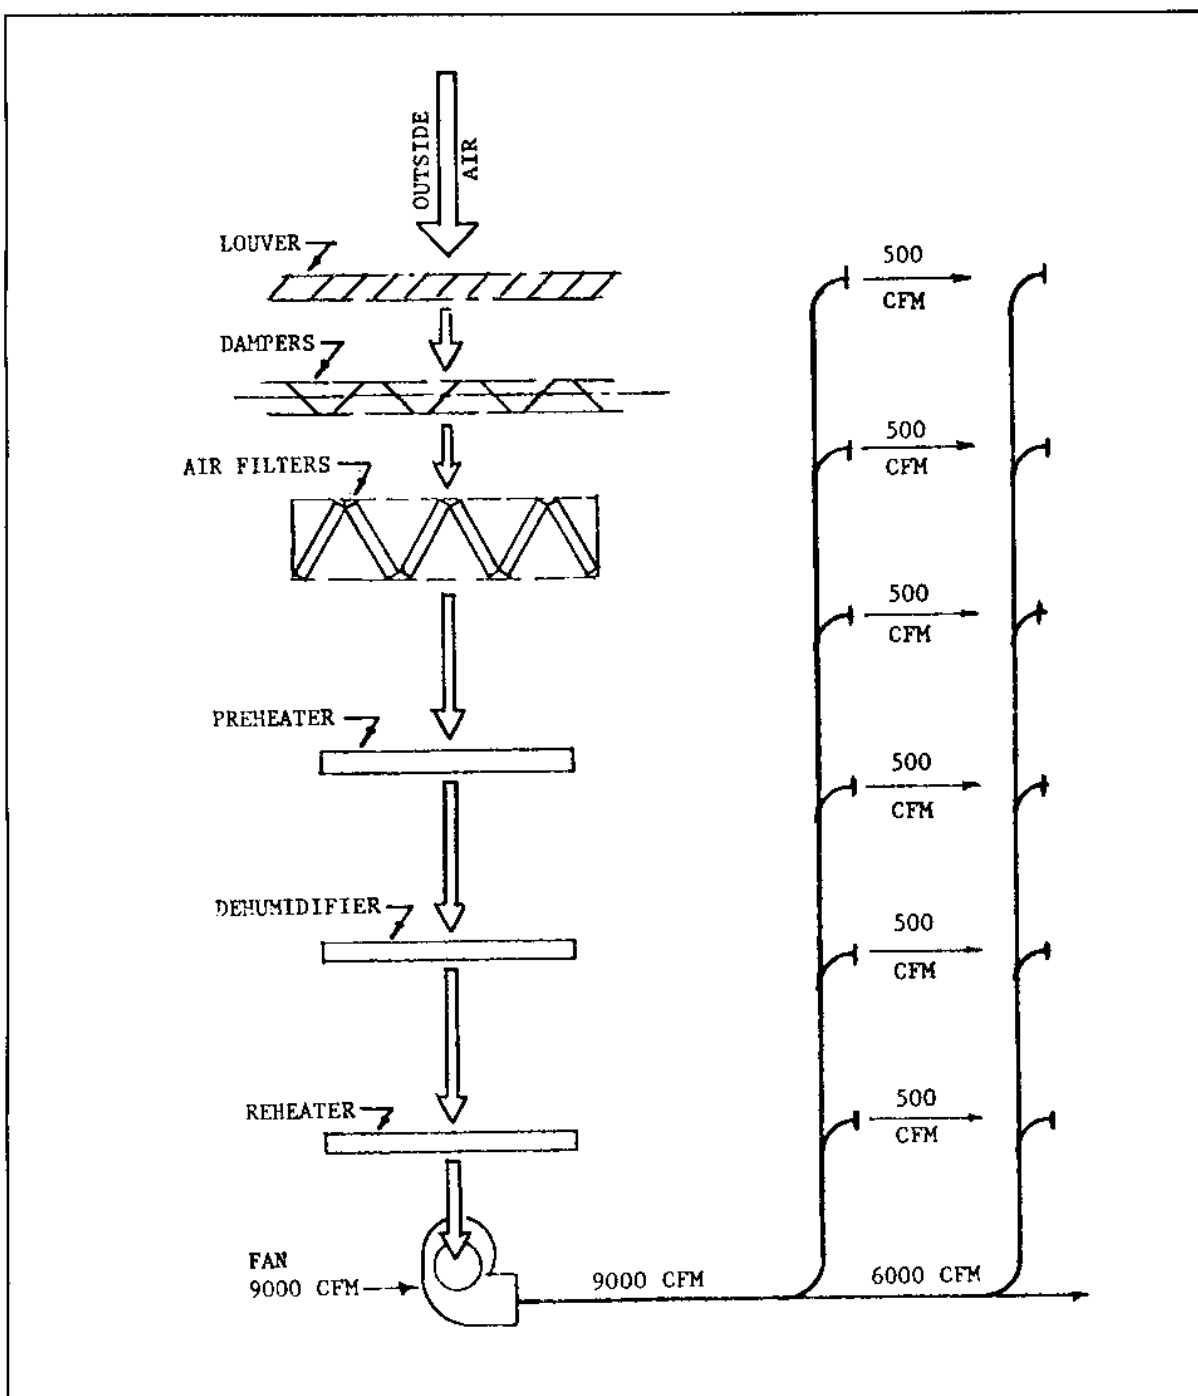 OUTSIDE
AIR
LOUVER
DAMPERS
AIR FILTERS
PREHEATER
DEHUMIDIFIER
REHEATER
FAN
9000 CFM
9000 CFM
6000 CFM
500
CFM
500
CFM
500
CFM
500
CFM
500
CFM
500
CFM